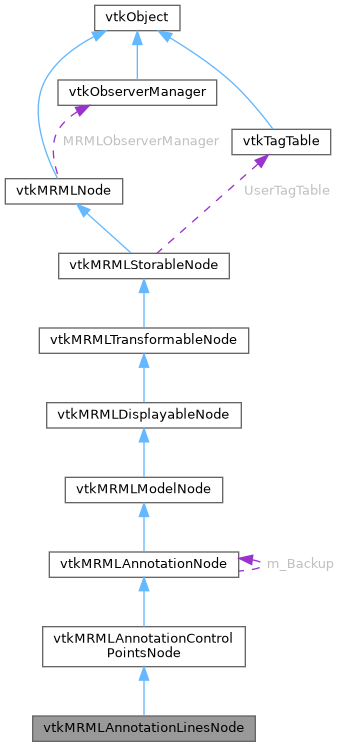 vtkObject
vtkObserverManager
MRMLObserverManager
vtkTagTable
vtkMRMLNode
UserTagTable
vtkMRMLStorableNode
vtkMRMLTransformableNode
vtkMRMLDisplayableNode
vtkMRMLModelNode
vtkMRMLAnnotationNode
m_Backup
vtkMRMLAnnotationControl
PointsNode
vtkMRMLAnnotationLinesNode